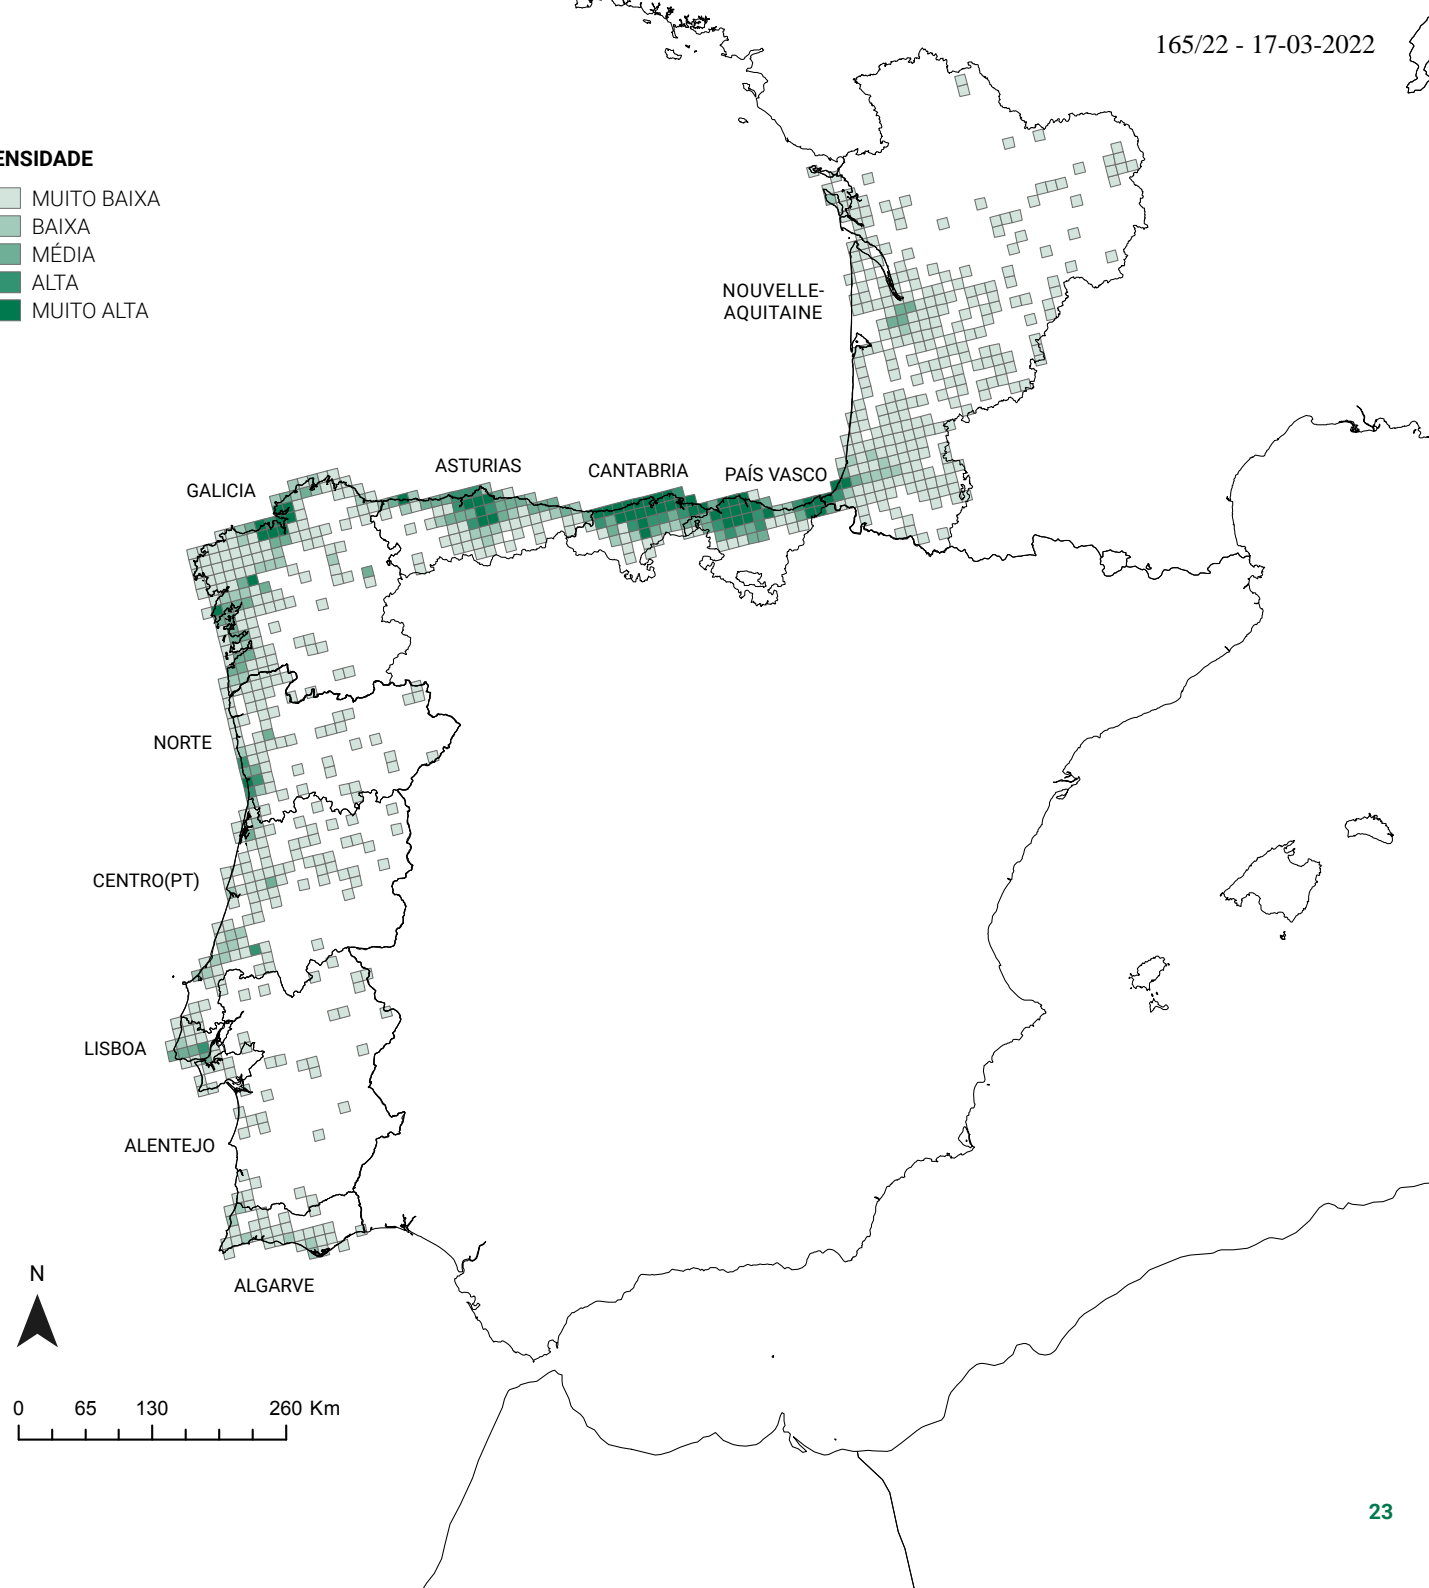 165/22 - 17-03-2022
ENSIDADE
MUITO BAIXA
BAIXA
MÉDIA
ALTA
MUITO ALTA
NOUVELLE-
AQUITAINE
ASTURIAS
CANTABRIA
PAÍS VASCO
GALICIA
NORTE
CENTRO(PT)
LISBOA
ALENTEJO
ALGARVE
N
0 65 130 260 Km
23